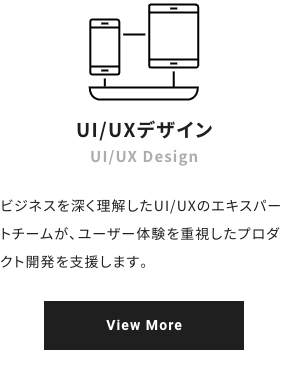 UI/UXデザイン
UI/UX Design
ビジネスを深く理解したUI/UXのエキスパー
トチームが、ユーザー体験を重視したプロダ
クト開発を支援します。
View More